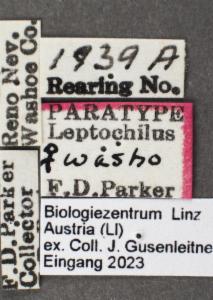 Reno Nev.
Washoe Co.
F.D.Parker
Collector
1939 A
Rearing No.
PARATYPE
Leptochilus
♀ washo
F.D.Parker
Biologiezentrum Linz
Austria (LI)
ex. Coll. J. Gusenleitne
Eingang 2023